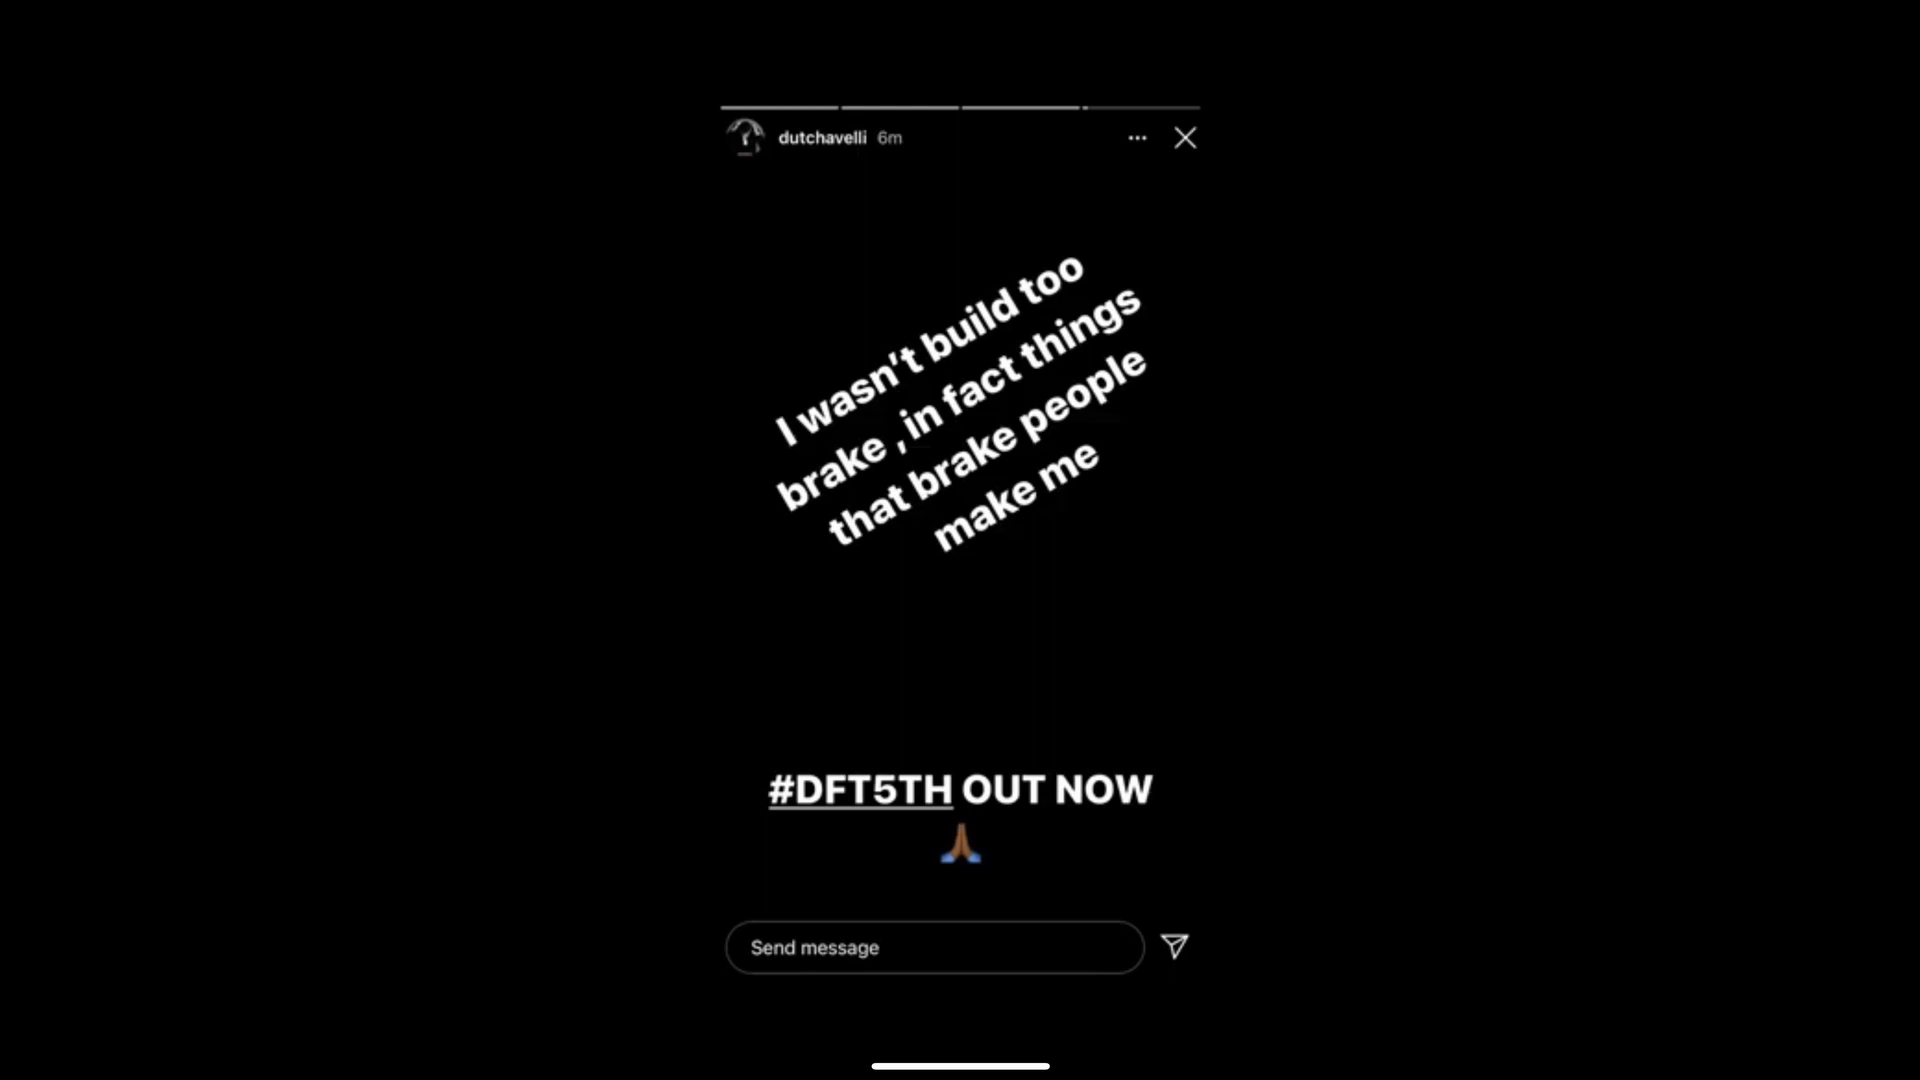 dutchavelli 6m
I wasn't build too
brake , in fact things
that brake people
make me
#DFT5TH OUT NOW
🙏🏾
Send message